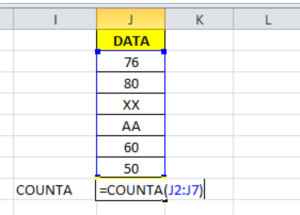 I J K L
DATA
76
80
XX
AA
60
50
COUNTA =COUNTA(J2:J7)